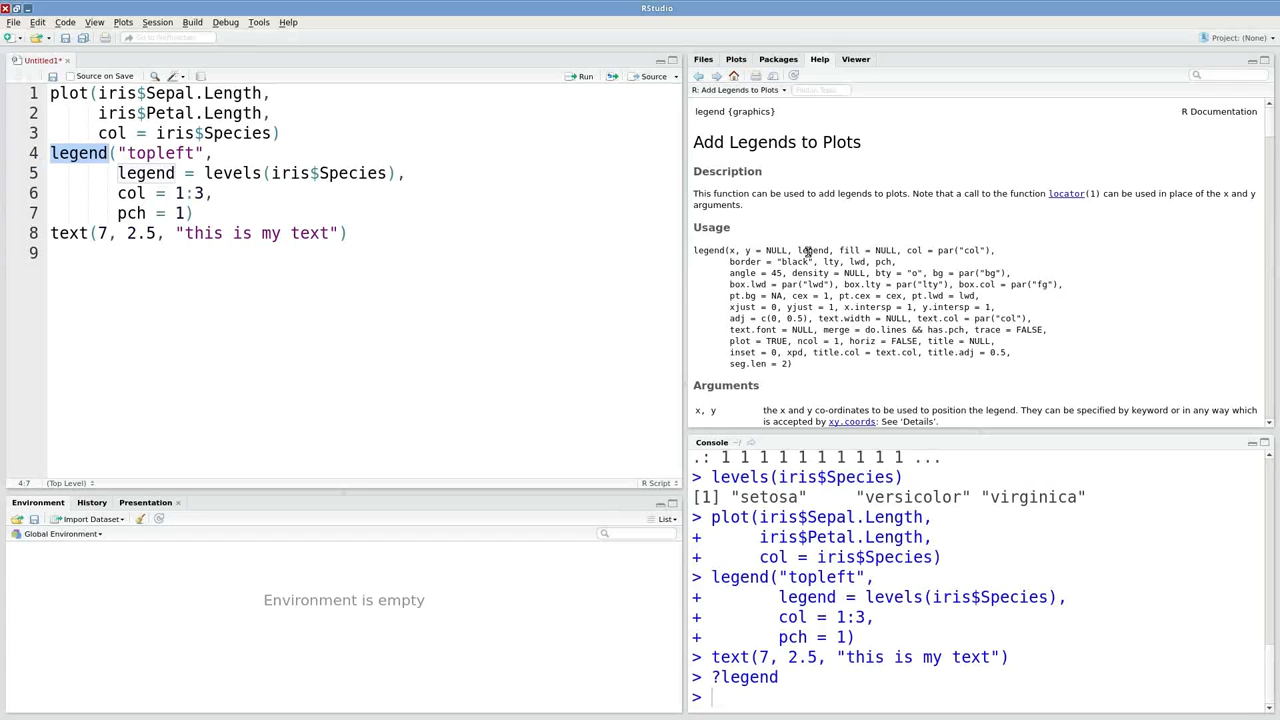 RStudio
File Edit Code View Plots Session Build Debug Tools Help
Go to file/function
Project: (None)
Untitled1*
Source on Save
Run
Source
1 plot(iris$Sepal.Length,
2      iris$Petal.Length,
3      col = iris$Species)
4 legend("topleft",
5        legend = levels(iris$Species),
6        col = 1:3,
7        pch = 1)
8 text(7, 2.5, "this is my text")
9
4:7 (Top Level) R Script
Environment History Presentation
Import Dataset List
Global Environment
Environment is empty
Files Plots Packages Help Viewer
R: Add Legends to Plots Find in Topic
legend {graphics} R Documentation
Add Legends to Plots
Description
This function can be used to add legends to plots. Note that a call to the function locator(1) can be used in place of the x and y
arguments.
Usage
legend(x, y = NULL, legend, fill = NULL, col = par("col"),
       border = "black", lty, lwd, pch,
       angle = 45, density = NULL, bty = "o", bg = par("bg"),
       box.lwd = par("lwd"), box.lty = par("lty"), box.col = par("fg"),
       pt.bg = NA, cex = 1, pt.cex = cex, pt.lwd = lwd,
       xjust = 0, yjust = 1, x.intersp = 1, y.intersp = 1,
       adj = c(0, 0.5), text.width = NULL, text.col = par("col"),
       text.font = NULL, merge = do.lines && has.pch, trace = FALSE,
       plot = TRUE, ncol = 1, horiz = FALSE, title = NULL,
       inset = 0, xpd, title.col = text.col, title.adj = 0.5,
       seg.len = 2)
Arguments
x, y the x and y co-ordinates to be used to position the legend. They can be specified by keyword or in any way which
is accepted by xy.coords: See ‘Details’.
Console ~/
.: 1 1 1 1 1 1 1 1 1 1 ...
> levels(iris$Species)
[1] "setosa"     "versicolor" "virginica"
> plot(iris$Sepal.Length,
+      iris$Petal.Length,
+      col = iris$Species)
> legend("topleft",
+        legend = levels(iris$Species),
+        col = 1:3,
+        pch = 1)
> text(7, 2.5, "this is my text")
> ?legend
>